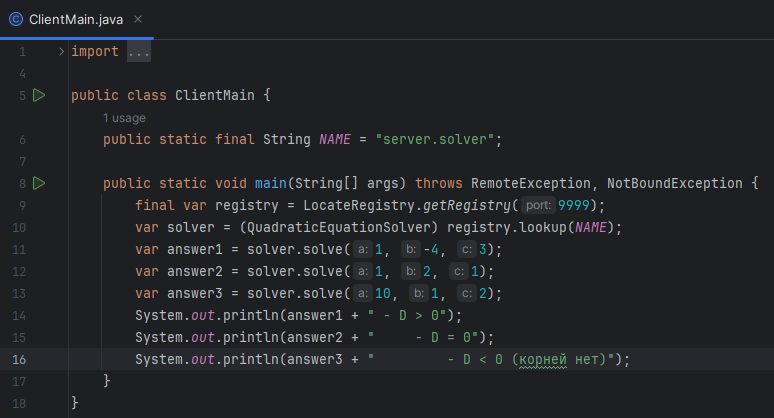 ClientMain.java
1 import ...
4
5 public class ClientMain {
1 usage
6 public static final String NAME = "server.solver";
7
8 public static void main(String[] args) throws RemoteException, NotBoundException {
9 final var registry = LocateRegistry.getRegistry( port: 9999);
10 var solver = (QuadraticEquationSolver) registry.lookup(NAME);
11 var answer1 = solver.solve( a: 1, b: -4, c: 3);
12 var answer2 = solver.solve( a: 1, b: 2, c: 1);
13 var answer3 = solver.solve( a: 10, b: 1, c: 2);
14 System.out.println(answer1 + " - D > 0");
15 System.out.println(answer2 + "     - D = 0");
16 System.out.println(answer3 + "         - D < 0 (корней нет)");
17 }
18 }